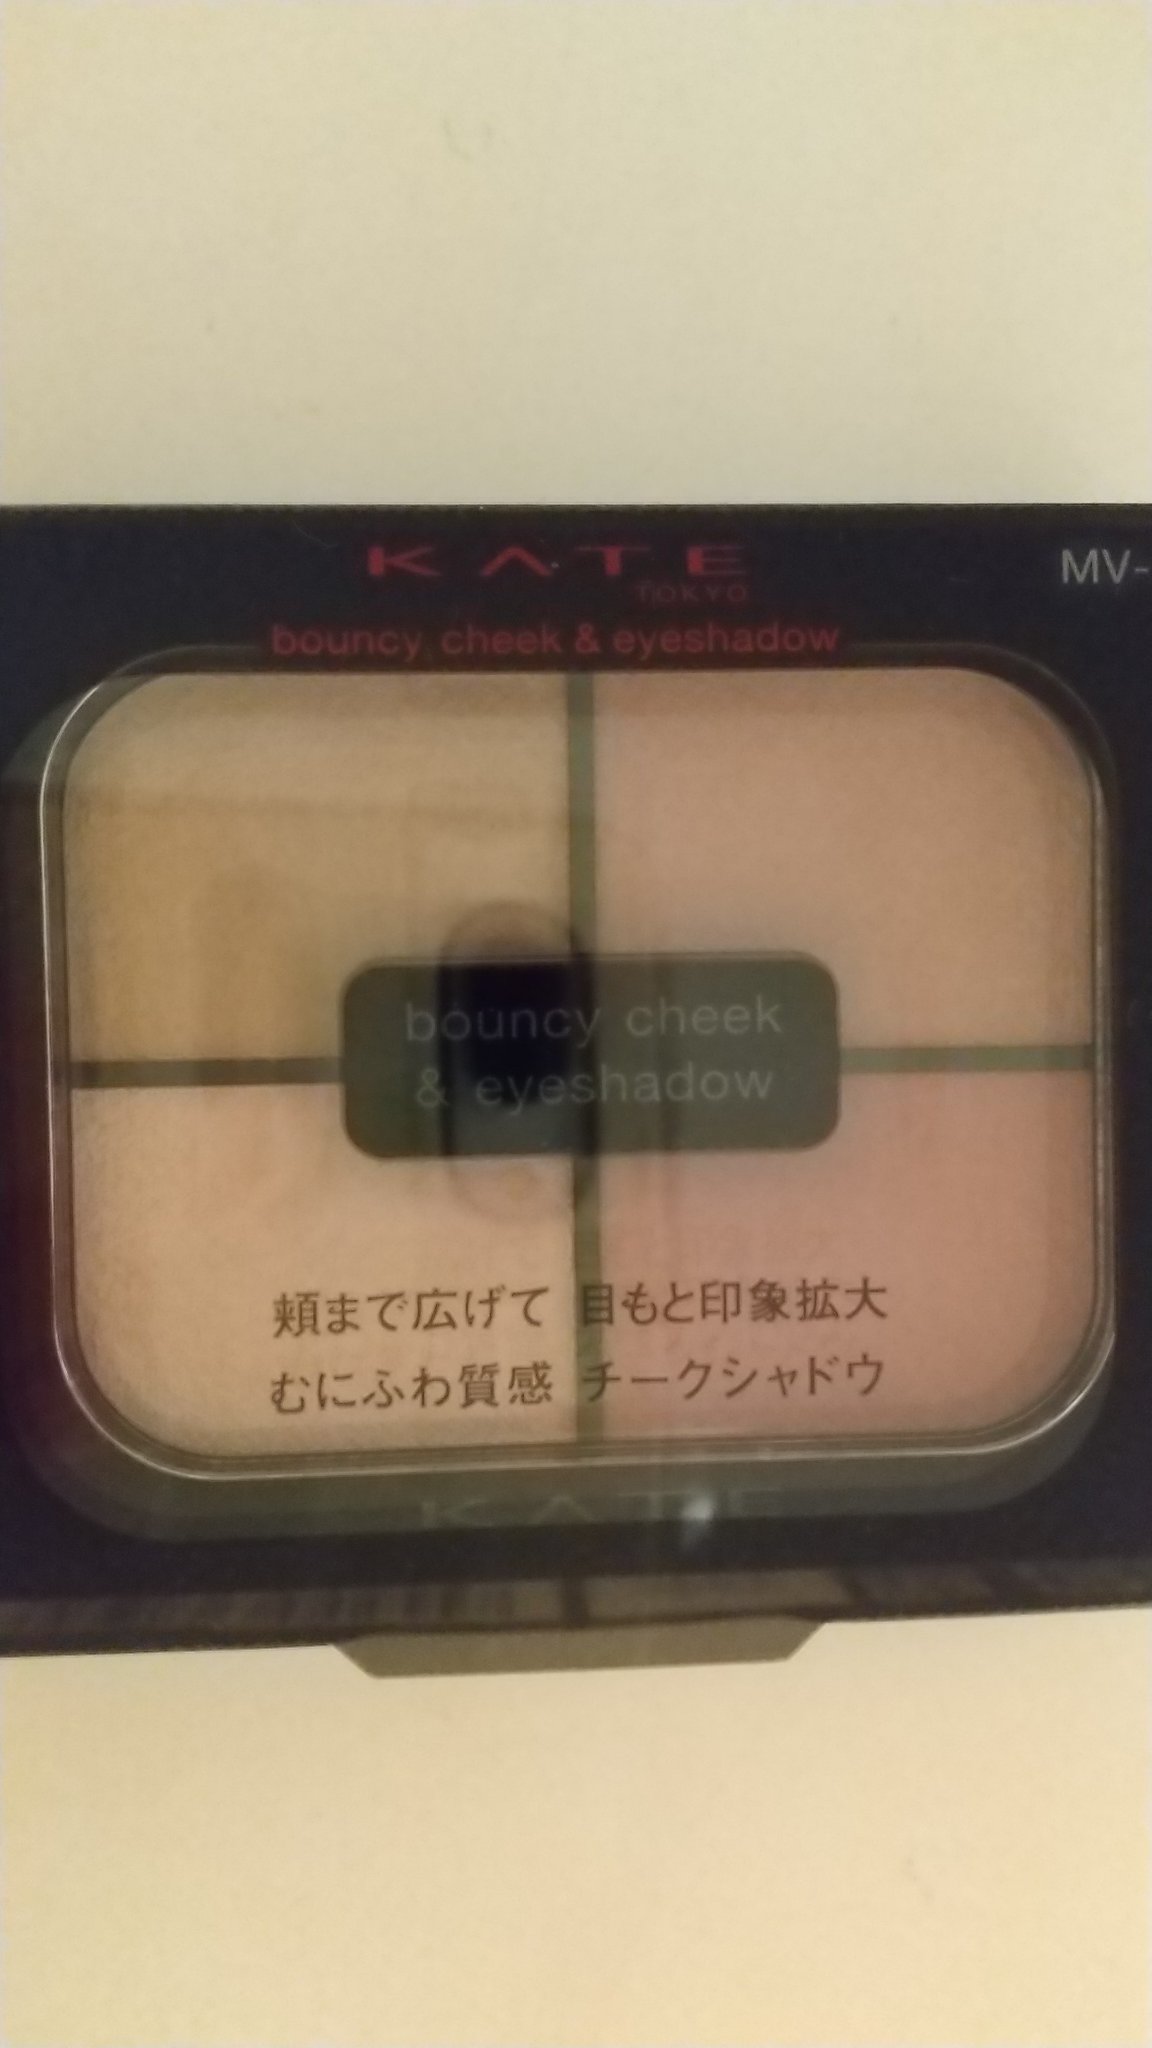 KATE
MV-
TOKYO
bouncy cheek & eyeshadow
bouncy cheek
& eyeshadow
頬まで広げて 目もと印象拡大
むにふわ質感 チークシャドウ
KATE